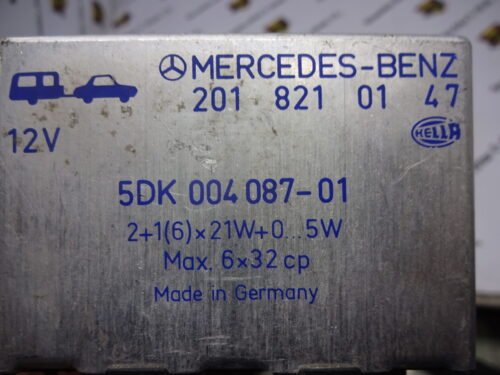 MERCEDES-BENZ
201 821 01 47
12V
HELLA
5DK 004 087-01
2+1(6)×21W+0...5W
Max. 6×32 cp
Made in Germany